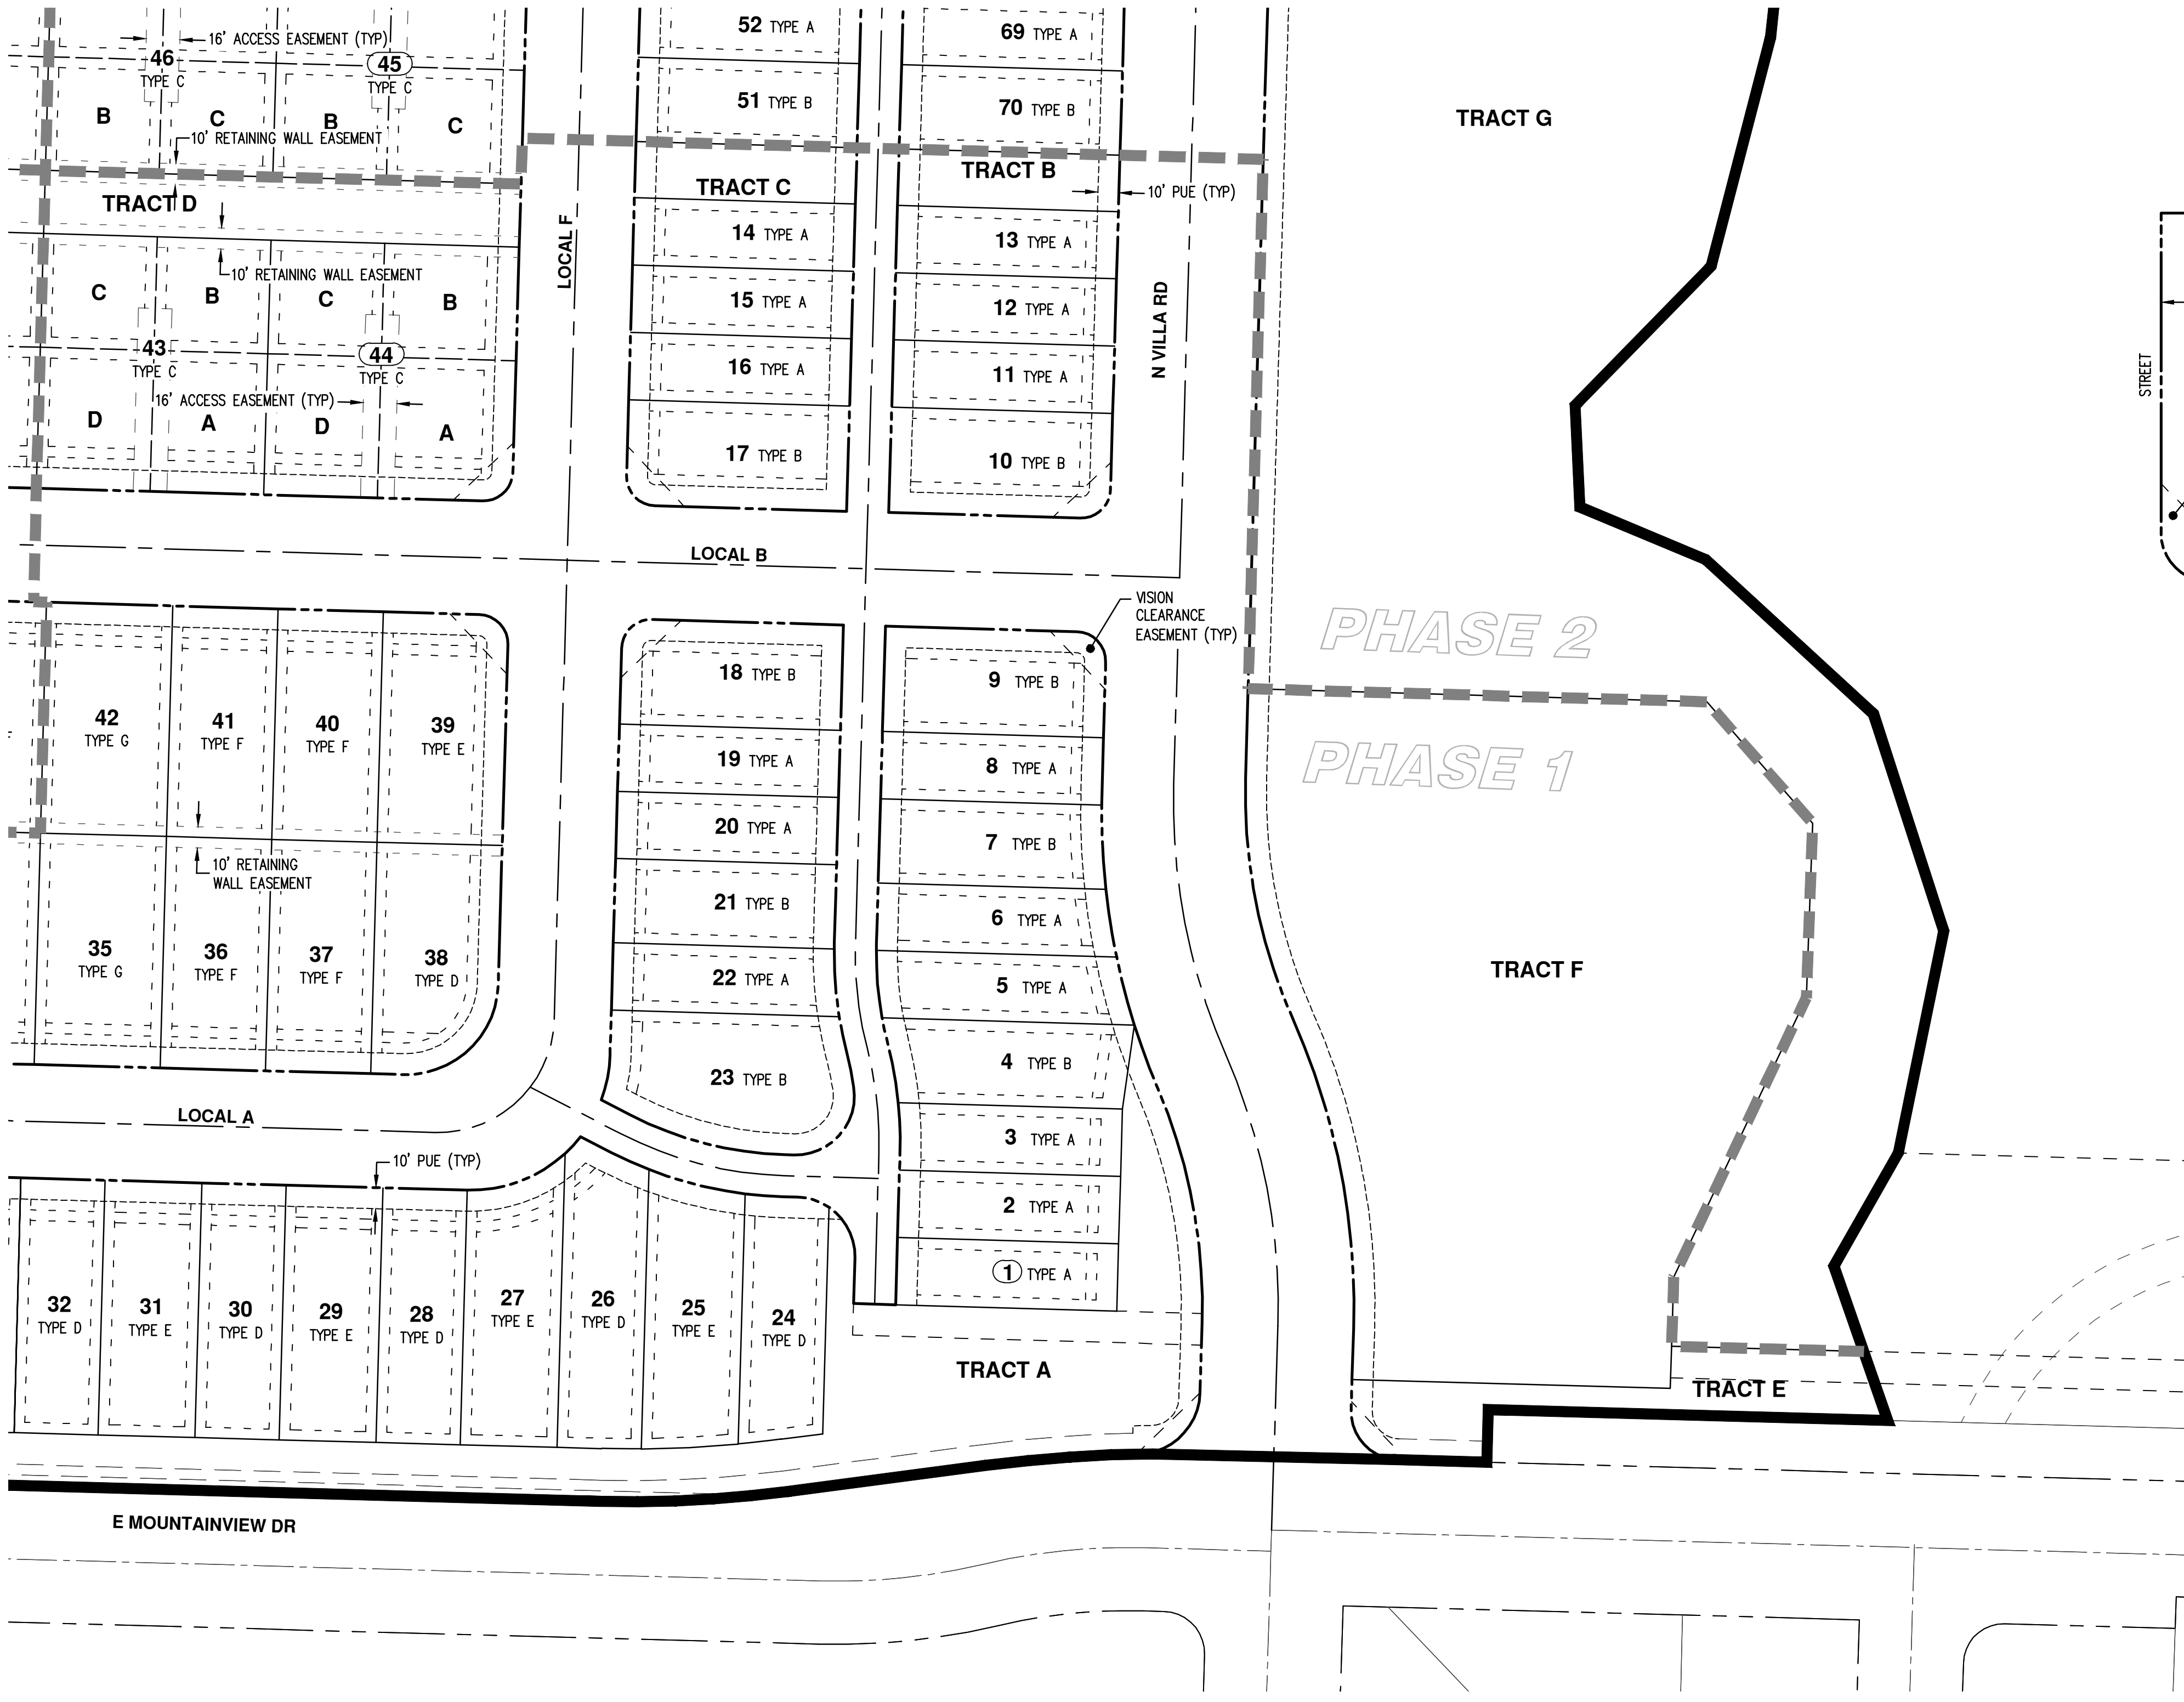 52 TYPE A
69 TYPE A
16' ACCESS EASEMENT (TYP)
46
TYPE C
45
TYPE C
B
C
B
C
51 TYPE B
70 TYPE B
TRACT G
10' RETAINING WALL EASEMENT
TRACT D
TRACT C
TRACT B
10' PUE (TYP)
LOCAL F
14 TYPE A
13 TYPE A
10' RETAINING WALL EASEMENT
C
B
C
B
15 TYPE A
12 TYPE A
N VILLA RD
STREET
43
TYPE C
44
TYPE C
16 TYPE A
11 TYPE A
16' ACCESS EASEMENT (TYP)
D
A
D
A
17 TYPE B
10 TYPE B
LOCAL B
VISION
CLEARANCE
EASEMENT (TYP)
PHASE 2
18 TYPE B
9 TYPE B
42
TYPE G
41
TYPE F
40
TYPE F
39
TYPE E
19 TYPE A
8 TYPE A
PHASE 1
20 TYPE A
7 TYPE B
10' RETAINING
WALL EASEMENT
21 TYPE B
6 TYPE A
35
TYPE G
36
TYPE F
37
TYPE F
38
TYPE D
22 TYPE A
5 TYPE A
TRACT F
23 TYPE B
4 TYPE B
LOCAL A
3 TYPE A
10' PUE (TYP)
2 TYPE A
1 TYPE A
32
TYPE D
31
TYPE E
30
TYPE D
29
TYPE E
28
TYPE D
27
TYPE E
26
TYPE D
25
TYPE E
24
TYPE D
TRACT A
TRACT E
E MOUNTAINVIEW DR